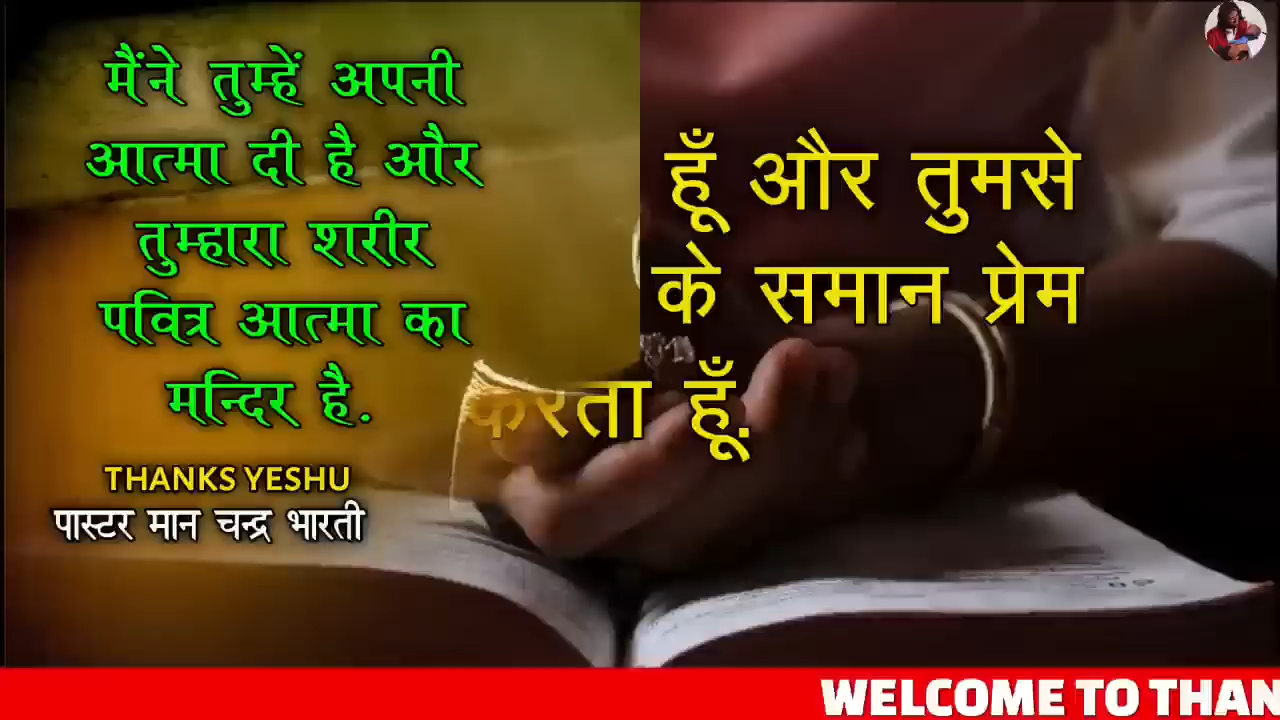 मैंने तुम्हें अपनी
आत्मा दी है और
तुम्हारा शरीर
पवित्र आत्मा का
मन्दिर है.
THANKS YESHU
पास्टर मान चन्द्र भारती
हूँ और तुमसे
के समान प्रेम
करता हूँ.
WELCOME TO THAN